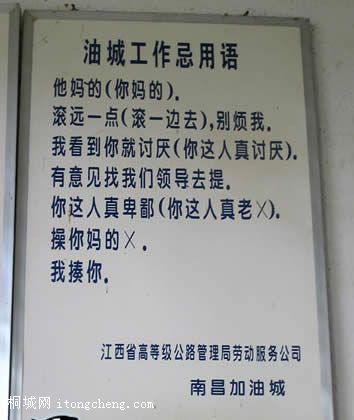 油城工作忌用语
他妈的(你妈的).
滚远一点(滚一边去),别烦我.
我看到你就讨厌(你这人真讨厌).
有意见找我们领导去提.
你这人真卑鄙(你这人真老X).
操你妈的X.
我揍你.
江西省高等级公路管理局劳动服务公司
南昌加油城
桐城网 itongcheng.com